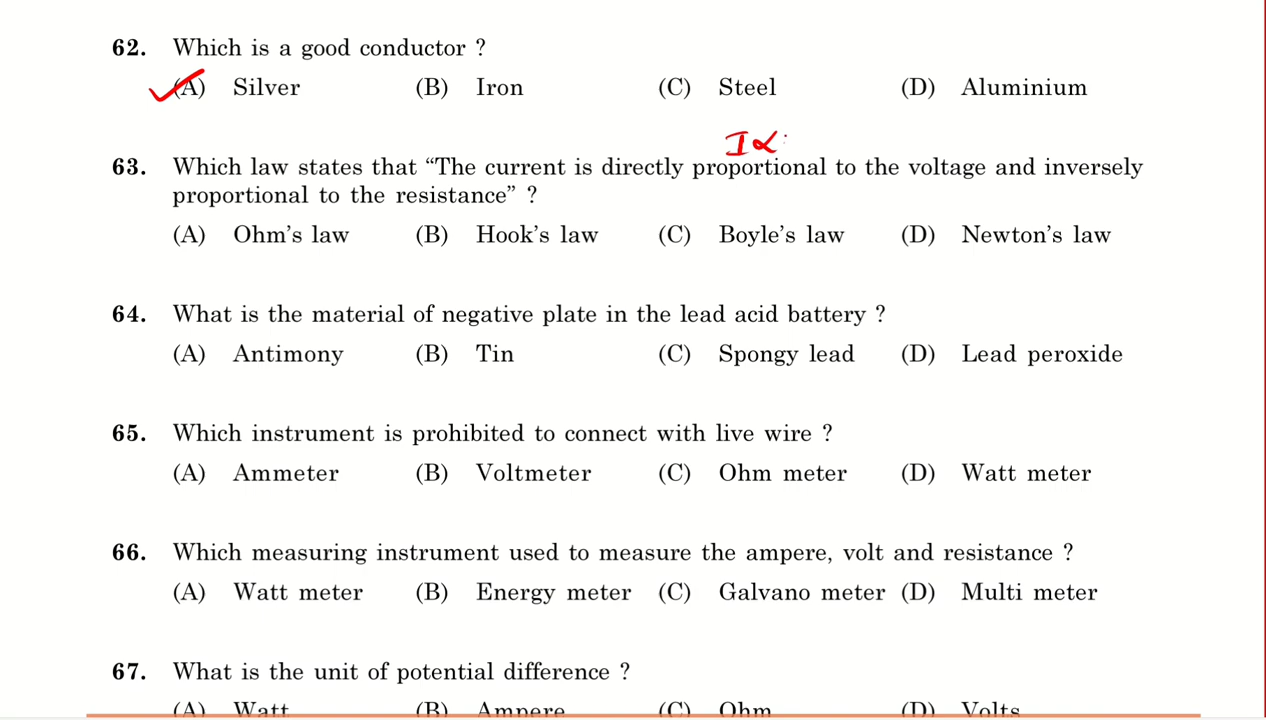 62. Which is a good conductor ?
(A) Silver (B) Iron (C) Steel (D) Aluminium
I∝
63. Which law states that “The current is directly proportional to the voltage and inversely
proportional to the resistance” ?
(A) Ohm’s law (B) Hook’s law (C) Boyle’s law (D) Newton’s law
64. What is the material of negative plate in the lead acid battery ?
(A) Antimony (B) Tin (C) Spongy lead (D) Lead peroxide
65. Which instrument is prohibited to connect with live wire ?
(A) Ammeter (B) Voltmeter (C) Ohm meter (D) Watt meter
66. Which measuring instrument used to measure the ampere, volt and resistance ?
(A) Watt meter (B) Energy meter (C) Galvano meter (D) Multi meter
67. What is the unit of potential difference ?
(A) Watt (B) Ampere (C) Ohm (D) Volts